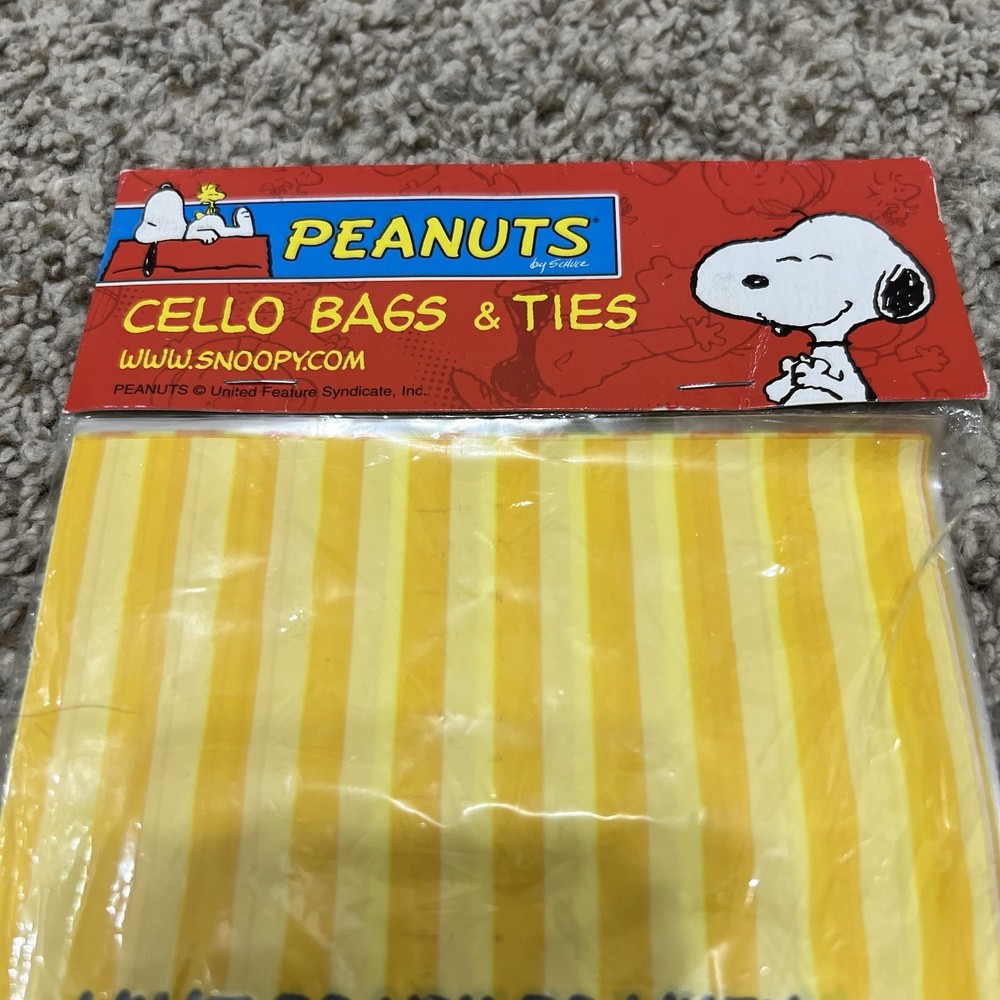 PEANUTS
by SCHULZ
CELLO BAGS & TIES
WWW.SNOOPY.COM
PEANUTS © United Feature Syndicate, Inc.